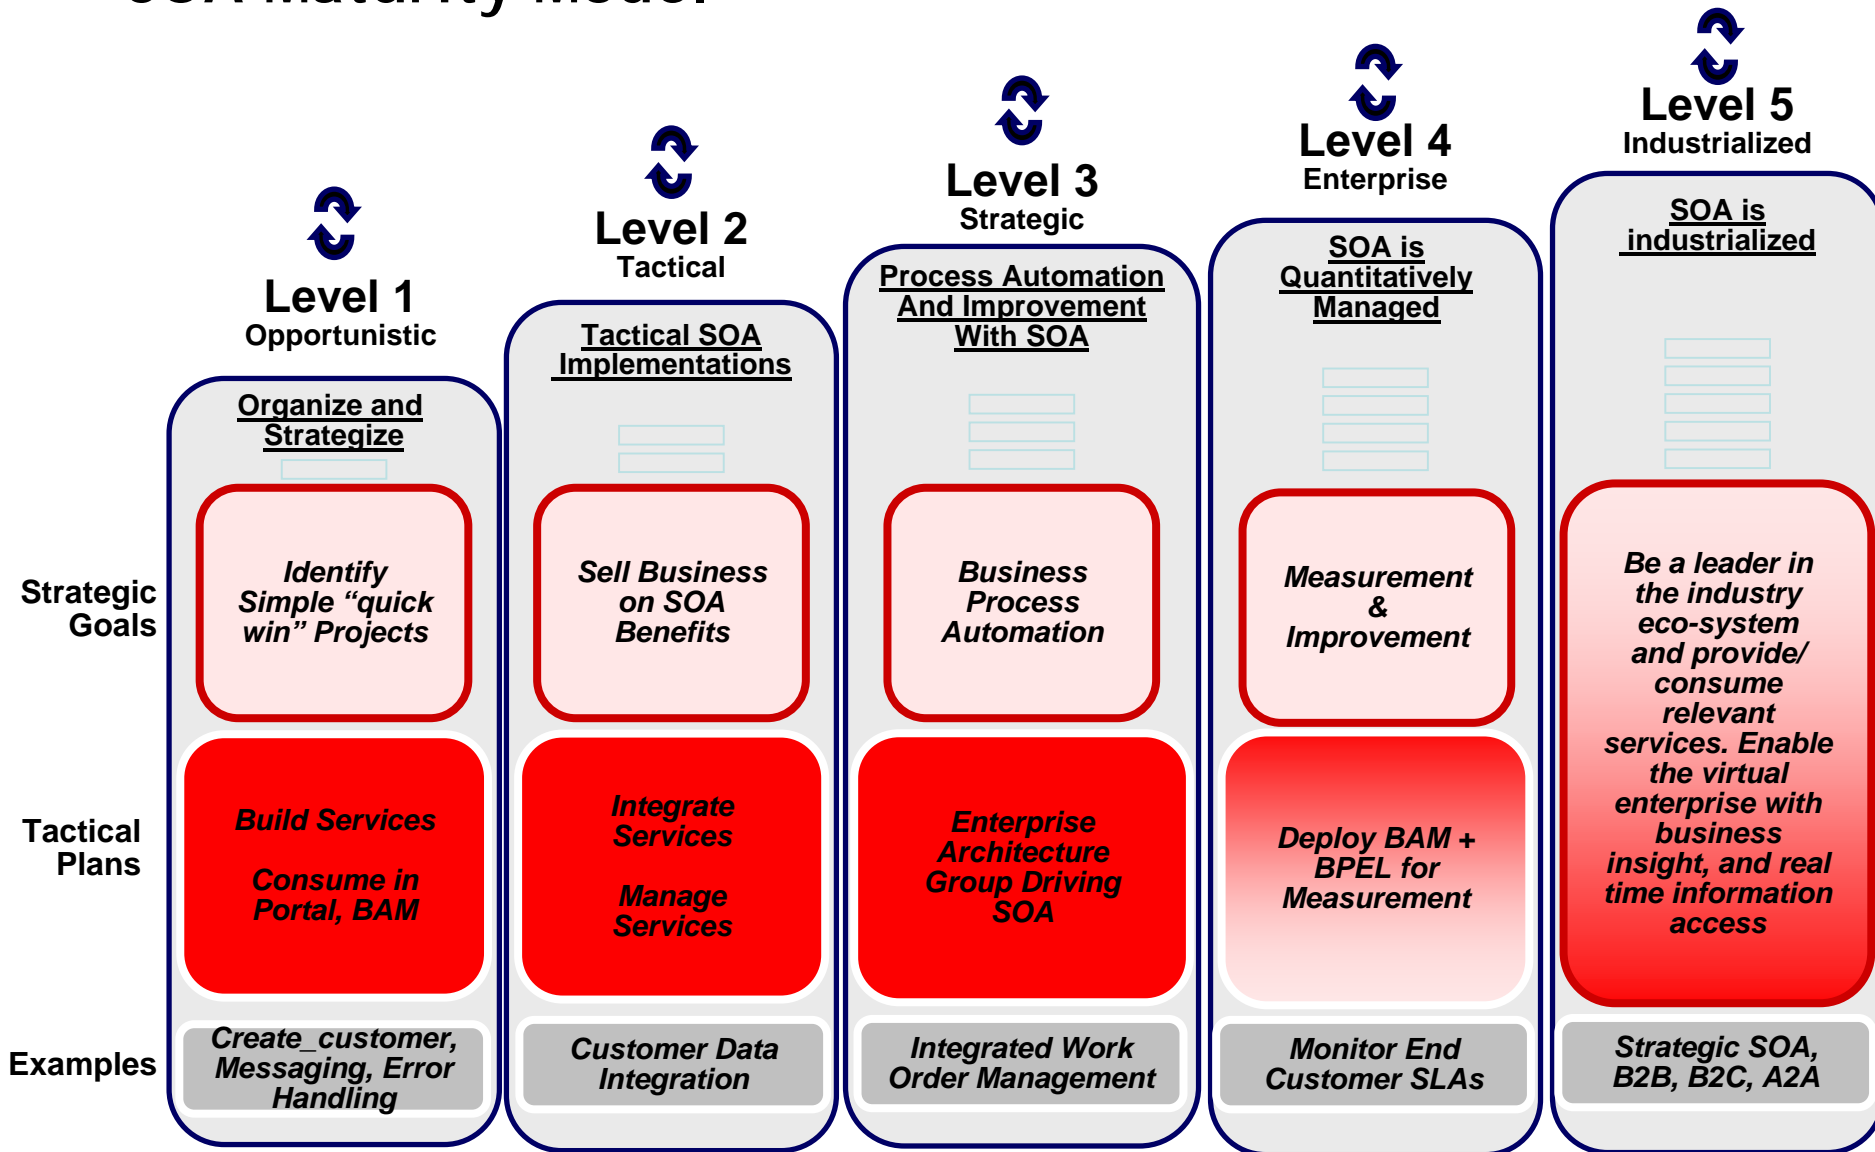 SOA Maturity Model
Level 1
Opportunistic
Organize and
Strategize
Level 2
Tactical
Tactical SOA
Implementations
Level 3
Strategic
Process Automation
And Improvement
With SOA
Level 4
Enterprise
SOA is
Quantitatively
Managed
Level 5
Industrialized
SOA is
industrialized
Strategic
Goals
Identify
Simple “quick
win” Projects
Sell Business
on SOA
Benefits
Business
Process
Automation
Measurement
&
Improvement
Be a leader in
the industry
eco-system
and provide/
consume
relevant
services. Enable
the virtual
enterprise with
business
insight, and real
time information
access
Tactical
Plans
Build Services
Consume in
Portal, BAM
Integrate
Services
Manage
Services
Enterprise
Architecture
Group Driving
SOA
Deploy BAM +
BPEL for
Measurement
Examples
Create_customer,
Messaging, Error
Handling
Customer Data
Integration
Integrated Work
Order Management
Monitor End
Customer SLAs
Strategic SOA,
B2B, B2C, A2A